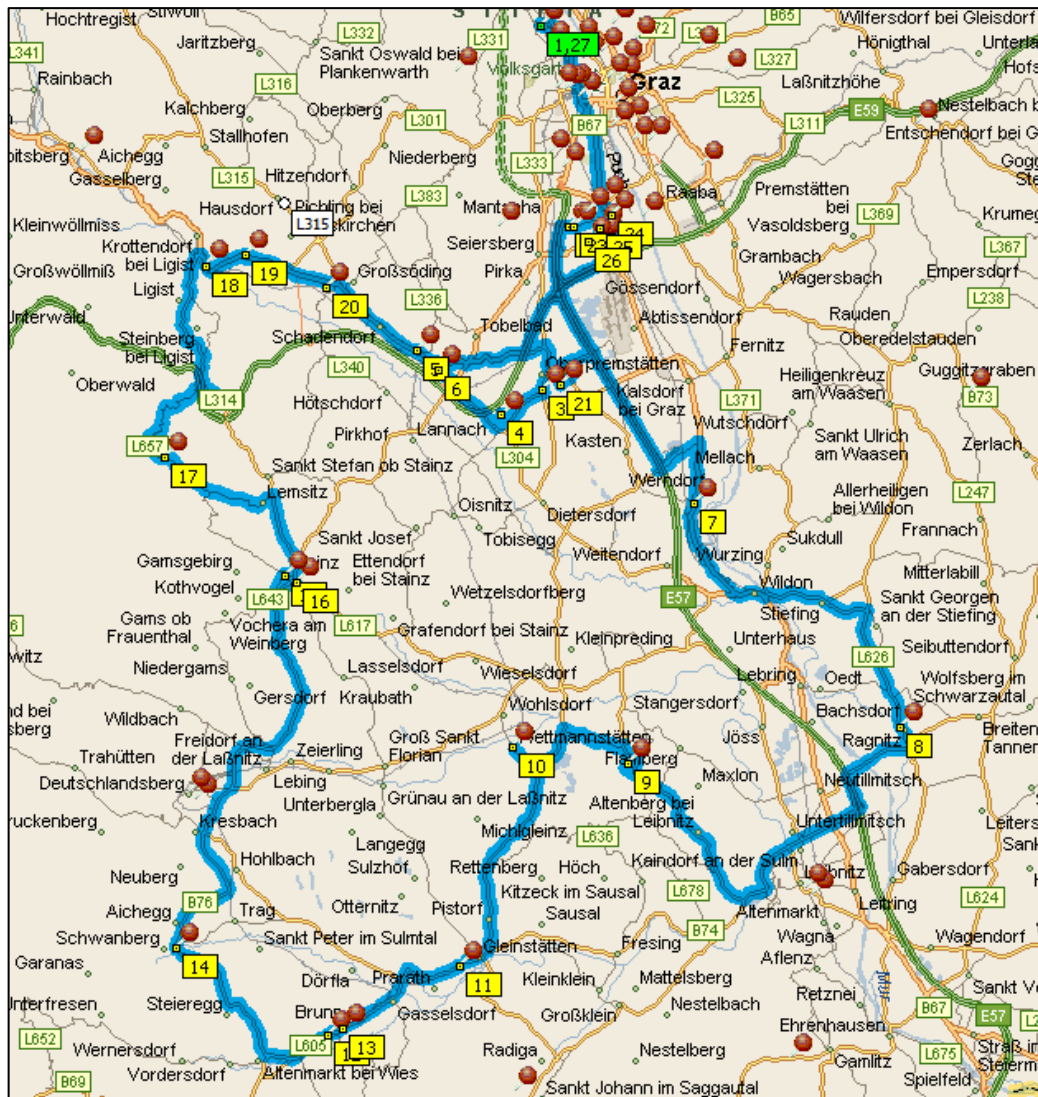 Hochtregist
Stiwoll
L331
B65
Wilfersdorf bei Gleisdorf
L341
Jaritzberg
L332
Sankt Oswald bei
Plankenwarth
1,27
Hönigthal
L327
Rainbach
L316
Graz
Laßnitzhöhe
Kalchberg
Oberberg
L325
E59
Stallhofen
L301
B67
L311
Aichegg
L333
Niederberg
Gasselberg
L315
Hitzendorf
L383
Raaba
Premstätten
bei
Vasoldsberg
Hausdorf
Pichling bei
L369
Kleinwöllmiss
L315
Seiersberg
24
Grambach
L367
Krottendorf
bei Ligist
19
Großsöding
Pirka
26
Wagersbach
Empersdorf
Großwöllmiß
18
Ligist
20
L336
Gössendorf
L238
Steinberg
bei Ligist
Schadendorf
Tobelbad
Abtissendorf
Rauden
Oberedelstauden
Oberwald
L340
5
6
Fernitz
Guggitzgraben
L314
Hötschdorf
3
21
Kalsdorf
bei Graz
L371
Heiligenkreuz
am Waasen
B73
L657
Pirkhof
Lannach
4
L304
Kasten
Wutschdorf
Sankt Ulrich
am Waasen
Zerlach
17
Sankt Stefan ob Stainz
Mellach
Lemsitz
Werndorf
L247
Oisnitz
Dietersdorf
7
Allerheiligen
bei Wildon
Frannach
Sankt Josef
Tobisegg
Sukdull
Gamsgebirg
Ettendorf
bei Stainz
Weitendorf
Wurzing
Mitterlabill
Kothvogel
16
Wildon
L643
Wetzelsdorfberg
E57
Stiefing
Sankt Georgen
an der Stiefing
Gams ob
Frauenthal
Vochera am
Weinberg
L617
Grafendorf bei Stainz
Kleinpreding
Unterhaus
L626
Seibuttendorf
Niedergams
Lasselsdorf
Wieselsdorf
Lebring
Oedt
Wolfsberg im
Schwarzautal
Gersdorf
Kraubath
Stangersdorf
Wildbach
Wohlsdorf
Bachsdorf
Freidorf an
der Laßnitz
Groß Sankt
Florian
Jöss
Ragnitz
8
Trahütten
Zeierling
10
Deutschlandsberg
Lebing
9
Maxlon
Neutillmitsch
Unterbergla
Grünau an der Laßnitz
Altenberg bei
Leibnitz
Kresbach
Michlgleinz
L636
Untertillmitsch
Langegg
Hohlbach
Sulzhof
Rettenberg
Höch
Kaindorf an der Sulm
Gabersdorf
Neuberg
Kitzeck im Sausal
L678
Leibnitz
Otternitz
L624
B76
Trag
Pistorf
Sausal
Altenmarkt
Leitring
Aichegg
B74
Schwanberg
Sankt Peter im Sulmtal
Gleinstätten
Fresing
Wagna
Wagendorf
14
Aflenz
Garanas
Dörfla
Prarath
11
Kleinklein
Mattelsberg
Mur
Steieregg
Gasselsdorf
Nestelbach
Retznei
B67
Großklein
E57
L652
L605
13
Ehrenhausen
Wernersdorf
Radiga
Nestelberg
L675
Vordersdorf
Altenmarkt bei Wies
Gamlitz
B69
Sankt Johann im Saggautal
Spielfeld